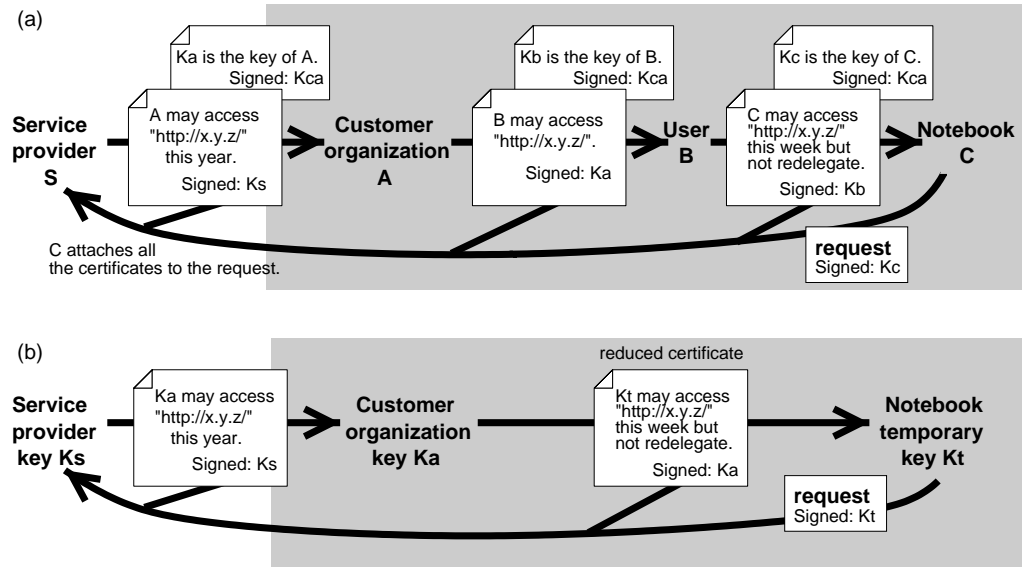 (a)
Ka is the key of A.
Signed: Kca
Kb is the key of B.
Signed: Kca
Kc is the key of C.
Signed: Kca
Service
provider
S
A may access
"http://x.y.z/"
this year.
Signed: Ks
Customer
organization
A
B may access
"http://x.y.z/".
Signed: Ka
User
B
C may access
"http://x.y.z/"
this week but
not redelegate.
Signed: Kb
Notebook
C
C attaches all
the certificates to the request.
request
Signed: Kc
(b)
reduced certificate
Service
provider
key Ks
Ka may access
"http://x.y.z/"
this year.
Signed: Ks
Customer
organization
key Ka
Kt may access
"http://x.y.z/"
this week but
not redelegate.
Signed: Ka
Notebook
temporary
key Kt
request
Signed: Kt